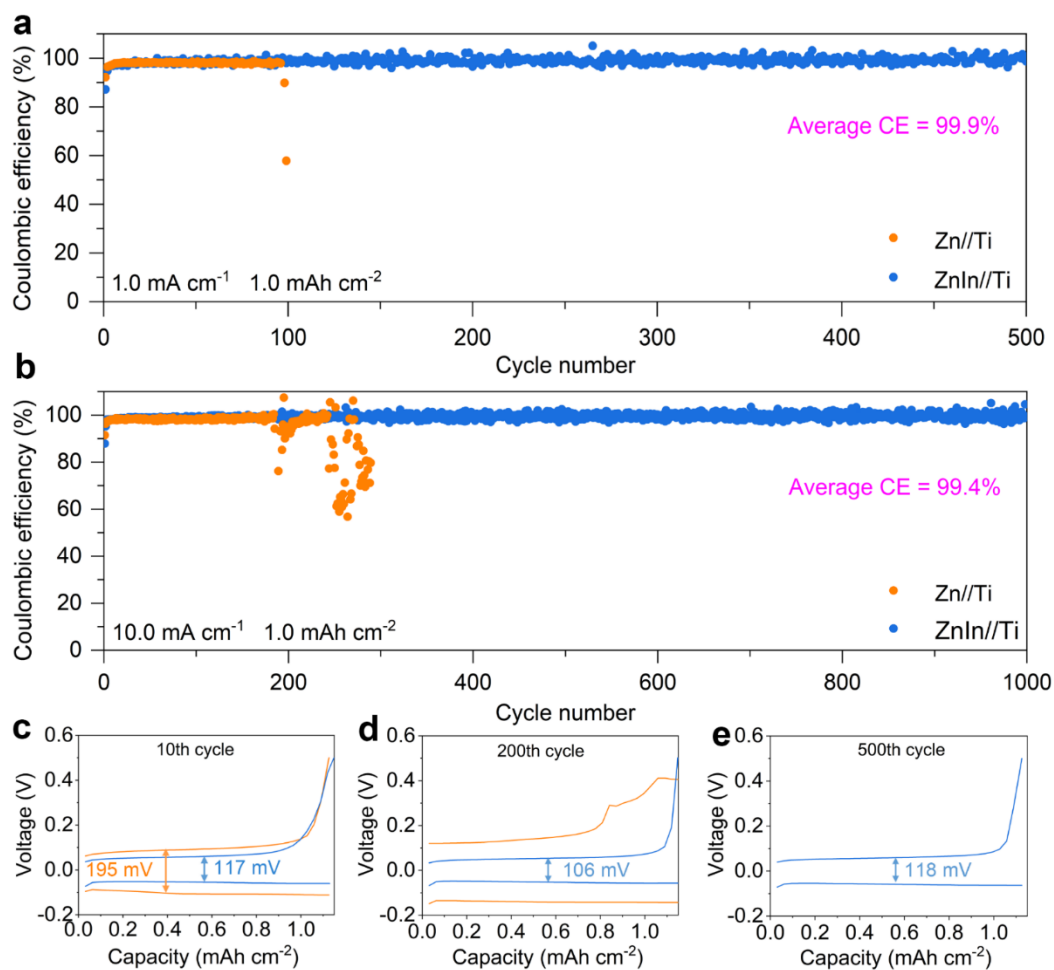 a
Coulombic efficiency (%)
100
80
60
40
20
0
Average CE = 99.9%
Zn//Ti
ZnIn//Ti
1.0 mA cm⁻¹ 1.0 mAh cm⁻²
0 100 200 300 400 500
Cycle number
b
Coulombic efficiency (%)
100
80
60
40
20
0
Average CE = 99.4%
Zn//Ti
ZnIn//Ti
10.0 mA cm⁻¹ 1.0 mAh cm⁻²
0 200 400 600 800 1000
Cycle number
c
Voltage (V)
0.6
0.4
0.2
0.0
-0.2
10th cycle
195 mV
117 mV
0.0 0.2 0.4 0.6 0.8 1.0
Capacity (mAh cm⁻²)
d
Voltage (V)
0.6
0.4
0.2
0.0
-0.2
200th cycle
106 mV
0.0 0.2 0.4 0.6 0.8 1.0
Capacity (mAh cm⁻²)
e
Voltage (V)
0.6
0.4
0.2
0.0
-0.2
500th cycle
118 mV
0.0 0.2 0.4 0.6 0.8 1.0
Capacity (mAh cm⁻²)